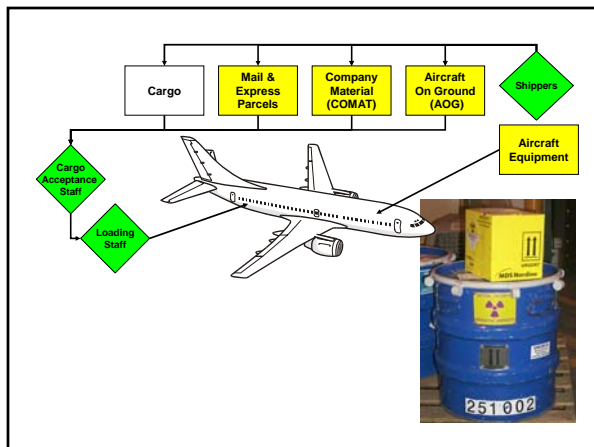 Cargo
Mail &
Express
Parcels
Company
Material
(COMAT)
Aircraft
On Ground
(AOG)
Shippers
Aircraft
Equipment
Cargo
Acceptance
Staff
Loading
Staff
MDS Nordion
251002